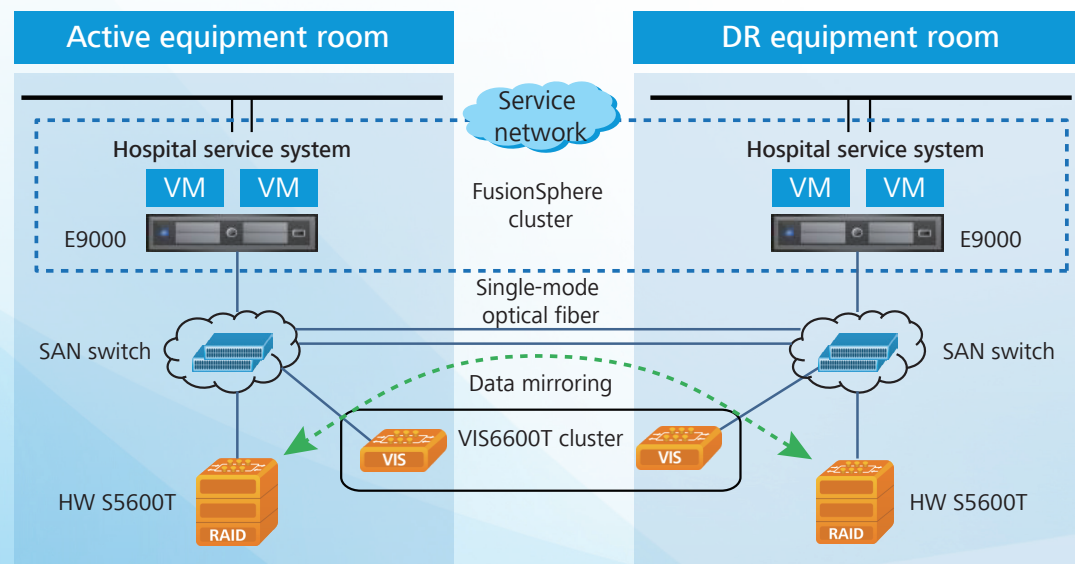 Active equipment room
DR equipment room
Service
network
Hospital service system
Hospital service system
VM
VM
VM
VM
FusionSphere
cluster
E9000
E9000
Single-mode
optical fiber
SAN switch
SAN switch
Data mirroring
VIS6600T cluster
VIS
VIS
HW S5600T
HW S5600T
RAID
RAID